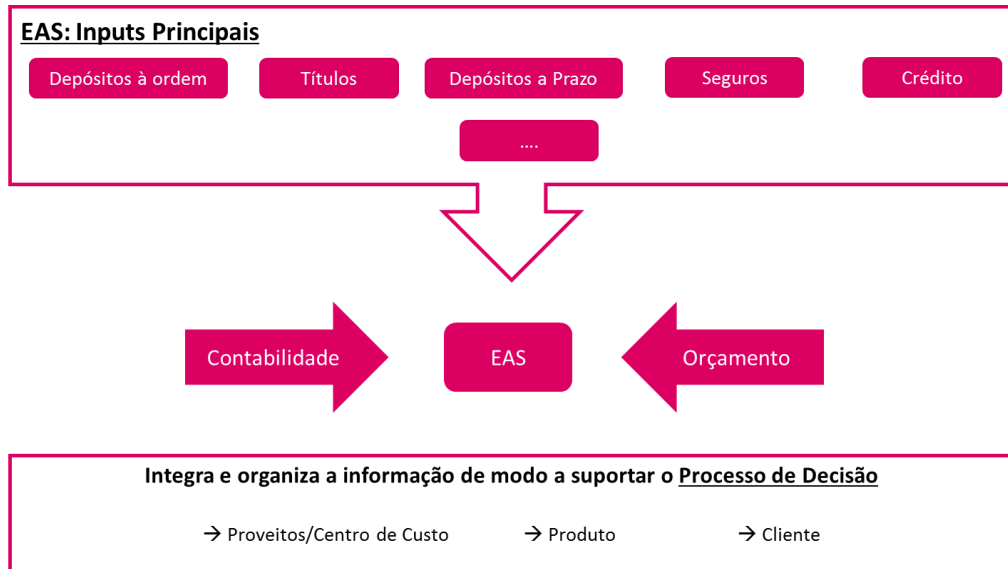 EAS: Inputs Principais
Depósitos à ordem
Títulos
Depósitos a Prazo
Seguros
Crédito
....
Contabilidade
EAS
Orçamento
Integra e organiza a informação de modo a suportar o Processo de Decisão
→ Proveitos/Centro de Custo
→ Produto
→ Cliente